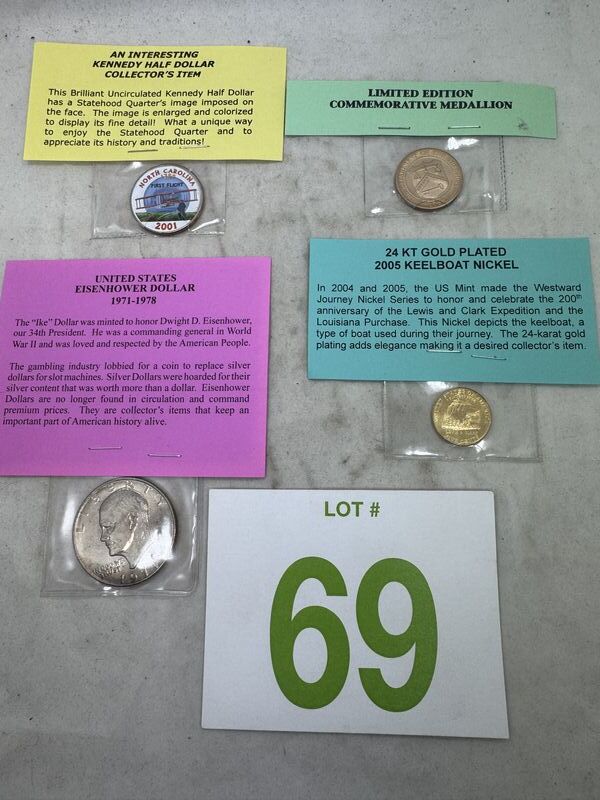 AN INTERESTING
KENNEDY HALF DOLLAR
COLLECTOR'S ITEM
This Brilliant Uncirculated Kennedy Half Dollar
has a Statehood Quarter's image imposed on
the face. The image is enlarged and colorized
to display its fine detail! What a unique way
to enjoy the Statehood Quarter and to
appreciate its history and traditions!
NORTH CAROLINA
FIRST FLIGHT
2001
LIMITED EDITION
COMMEMORATIVE MEDALLION
UNITED STATES
EISENHOWER DOLLAR
1971-1978
The "Ike" Dollar was minted to honor Dwight D. Eisenhower,
our 34th President. He was a commanding general in World
War II and was loved and respected by the American People.
The gambling industry lobbied for a coin to replace silver
dollars for slot machines. Silver Dollars were hoarded for their
silver content that was worth more than a dollar. Eisenhower
Dollars are no longer found in circulation and command
premium prices. They are collector's items that keep an
important part of American history alive.
LIBERTY
24 KT GOLD PLATED
2005 KEELBOAT NICKEL
In 2004 and 2005, the US Mint made the Westward
Journey Nickel Series to honor and celebrate the 200th
anniversary of the Lewis and Clark Expedition and the
Louisiana Purchase. This Nickel depicts the keelboat, a
type of boat used during their journey. The 24-karat gold
plating adds elegance making it a desired collector's item.
LOT #
69